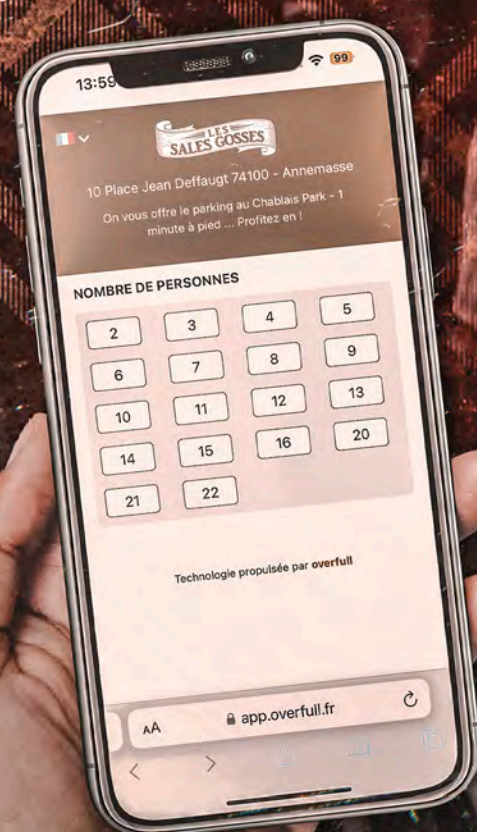 13:59
99
LES
SALES GOSSES
10 Place Jean Deffaugt 74100 - Annemasse
On vous offre le parking au Chablais Park - 1
minute à pied ... Profitez en !
NOMBRE DE PERSONNES
2 3 4 5
6 7 8 9
10 11 12 13
14 15 16 20
21 22
Technologie propulsée par overfull
AA app.overfull.fr